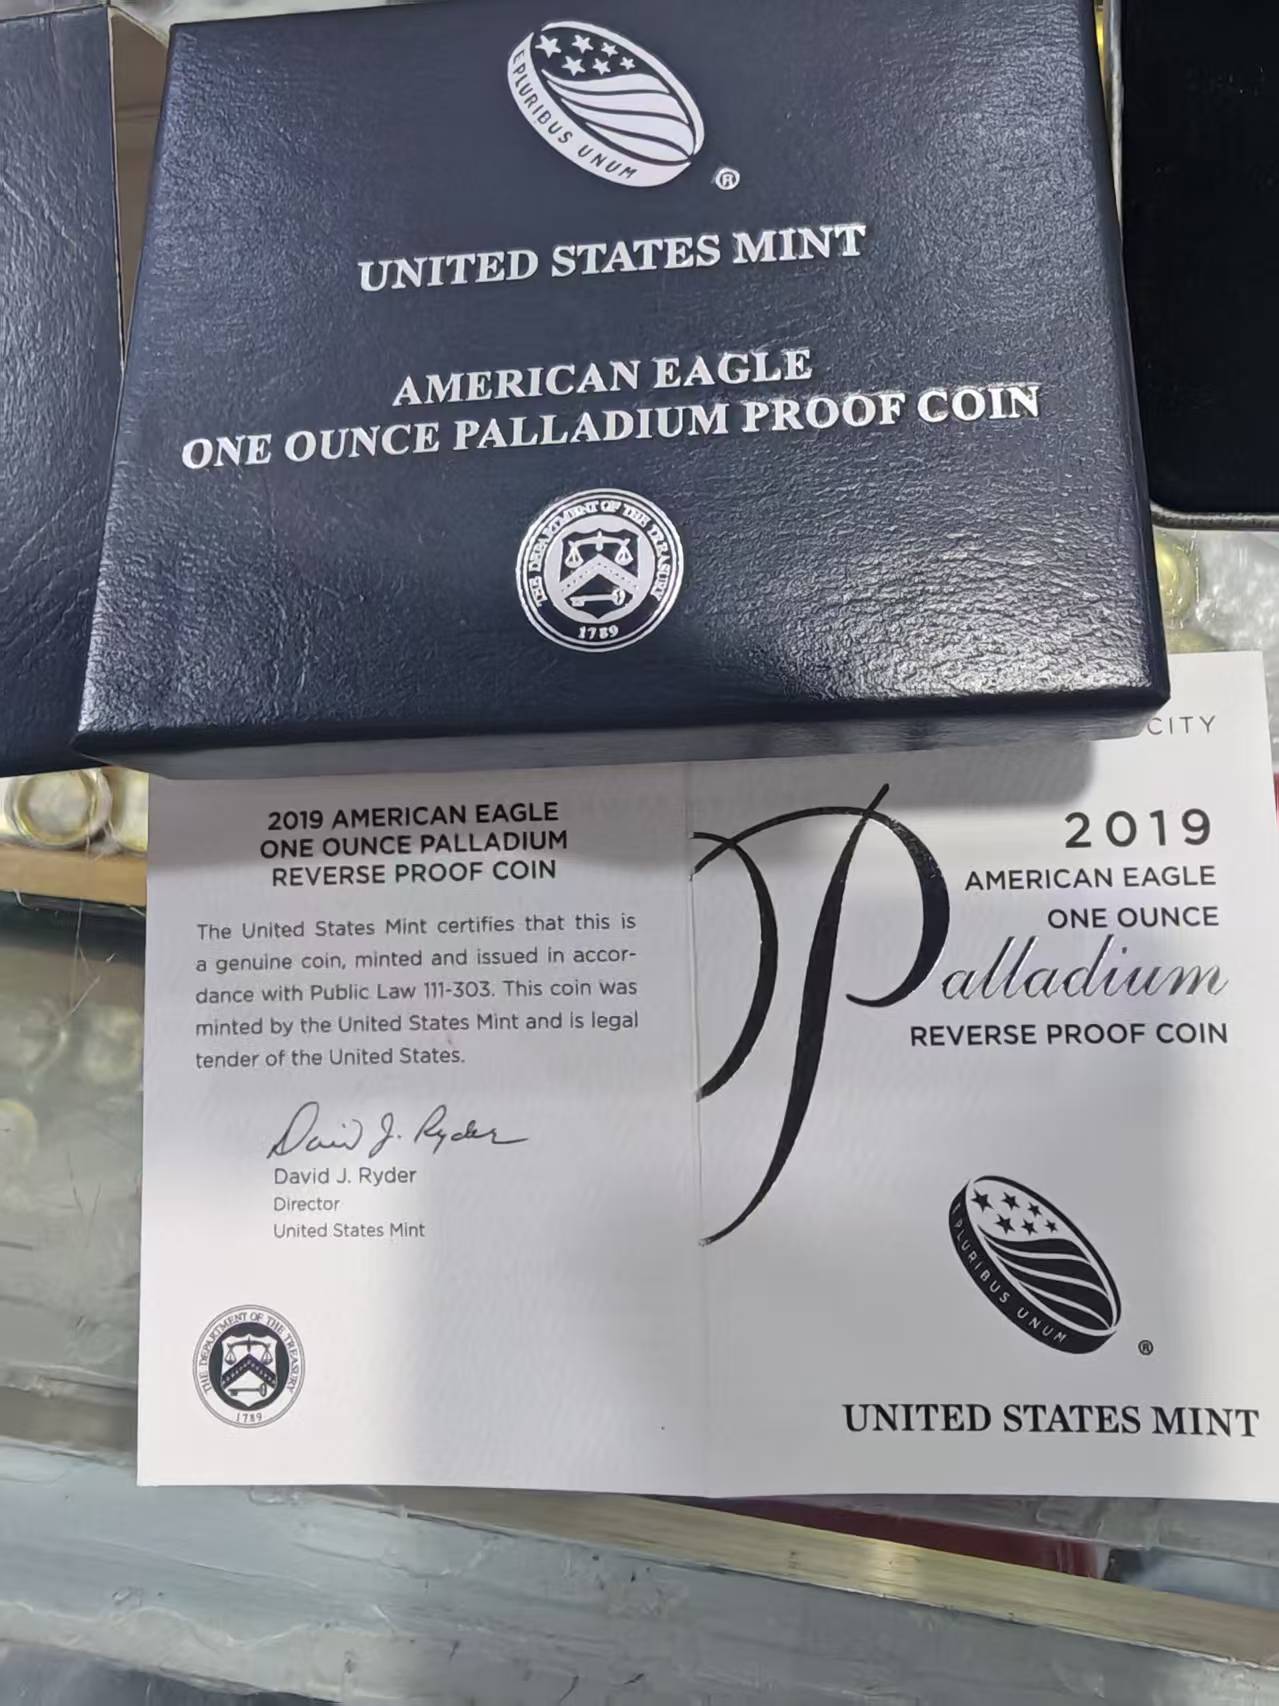 E PLURIBUS UNUM
®
UNITED STATES MINT
AMERICAN EAGLE
ONE OUNCE PALLADIUM PROOF COIN
THE DEPARTMENT OF THE TREASURY
1789
CITY
2019 AMERICAN EAGLE
ONE OUNCE PALLADIUM
REVERSE PROOF COIN
The United States Mint certifies that this is
a genuine coin, minted and issued in accor-
dance with Public Law 111-303. This coin was
minted by the United States Mint and is legal
tender of the United States.
David J. Ryder
David J. Ryder
Director
United States Mint
THE DEPARTMENT OF THE TREASURY
1789
2019
AMERICAN EAGLE
ONE OUNCE
Palladium
REVERSE PROOF COIN
E PLURIBUS UNUM
®
UNITED STATES MINT